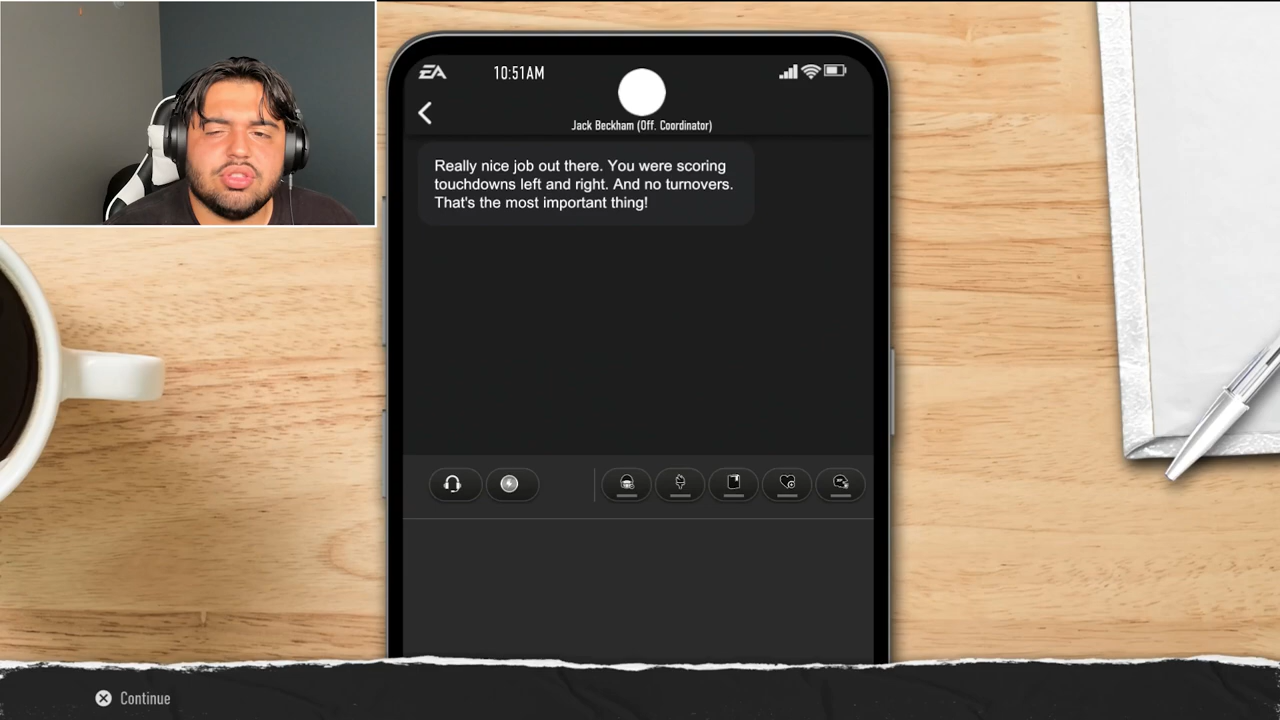 EA
10:51AM
Jack Beckham (Off. Coordinator)
Really nice job out there. You were scoring
touchdowns left and right. And no turnovers.
That's the most important thing!
Continue